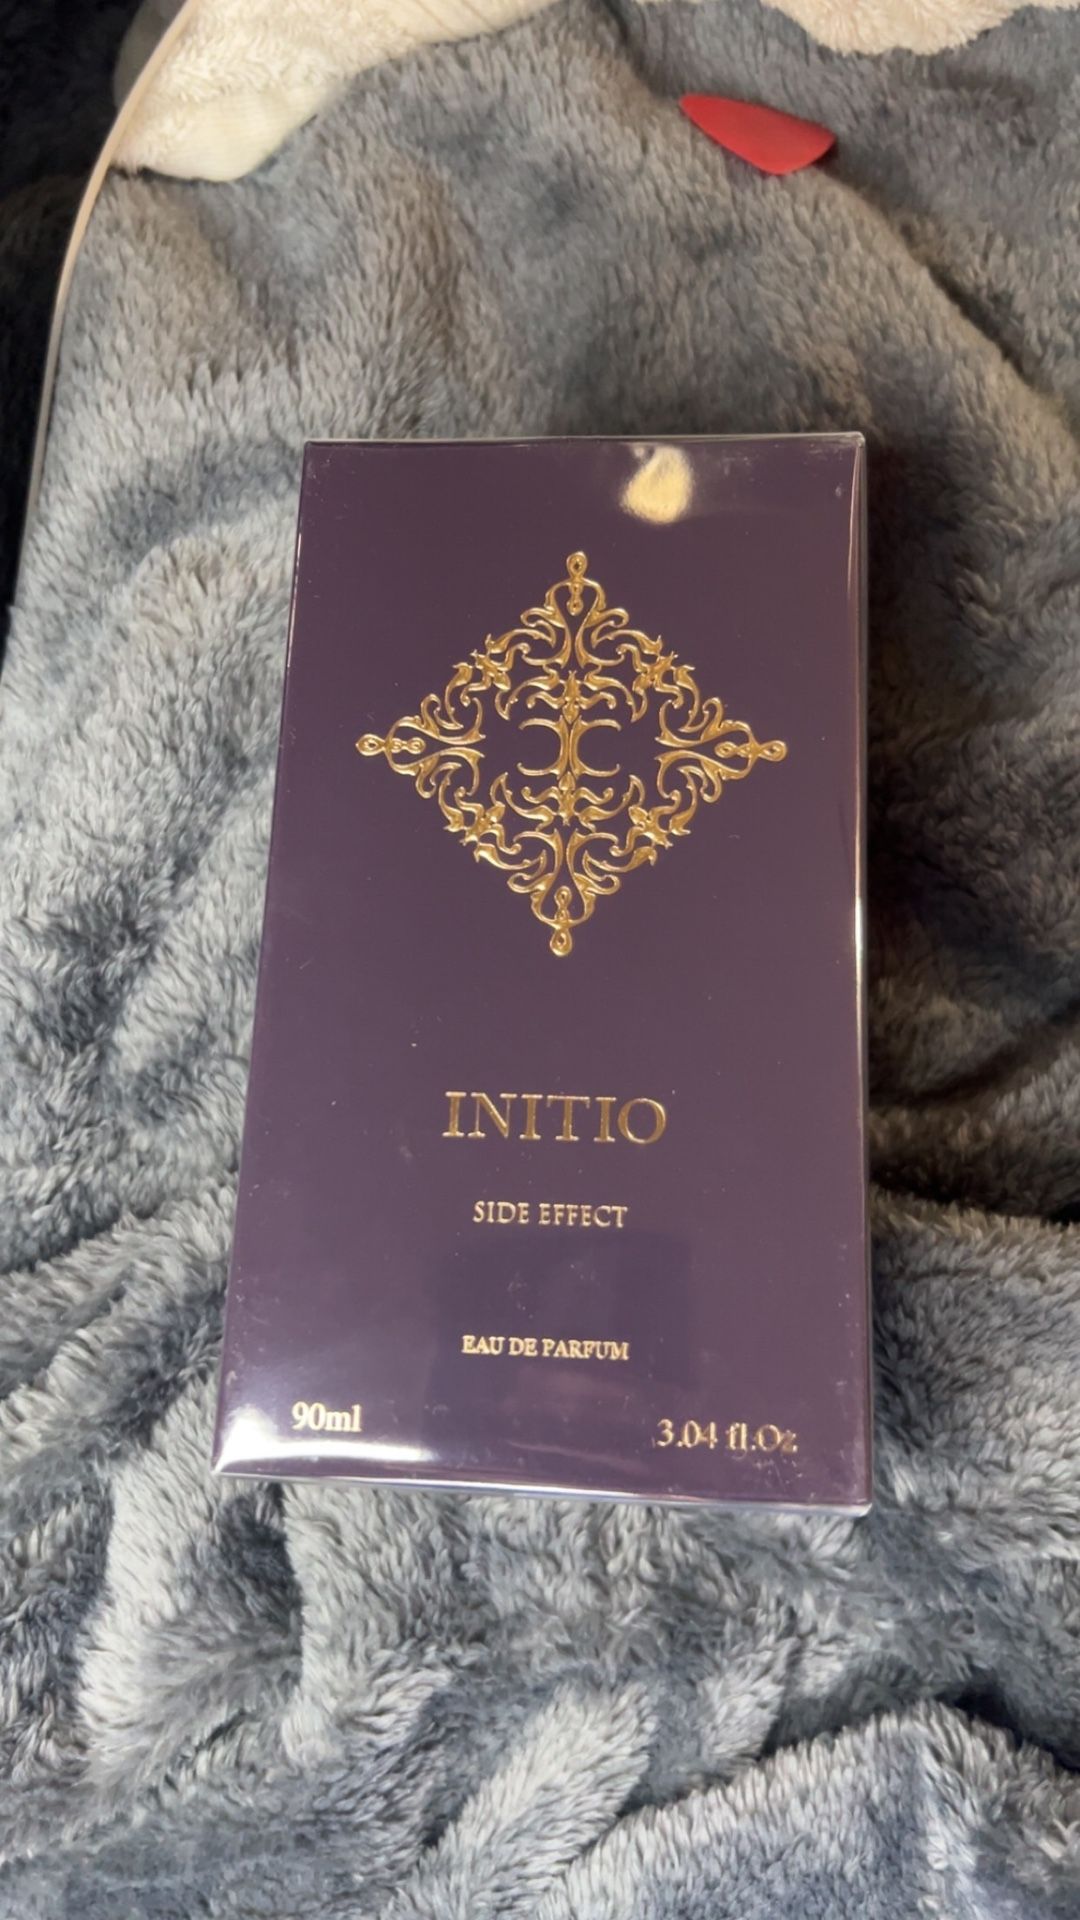 INITIO
SIDE EFFECT
EAU DE PARFUM
90ml
3.04 fl.Oz